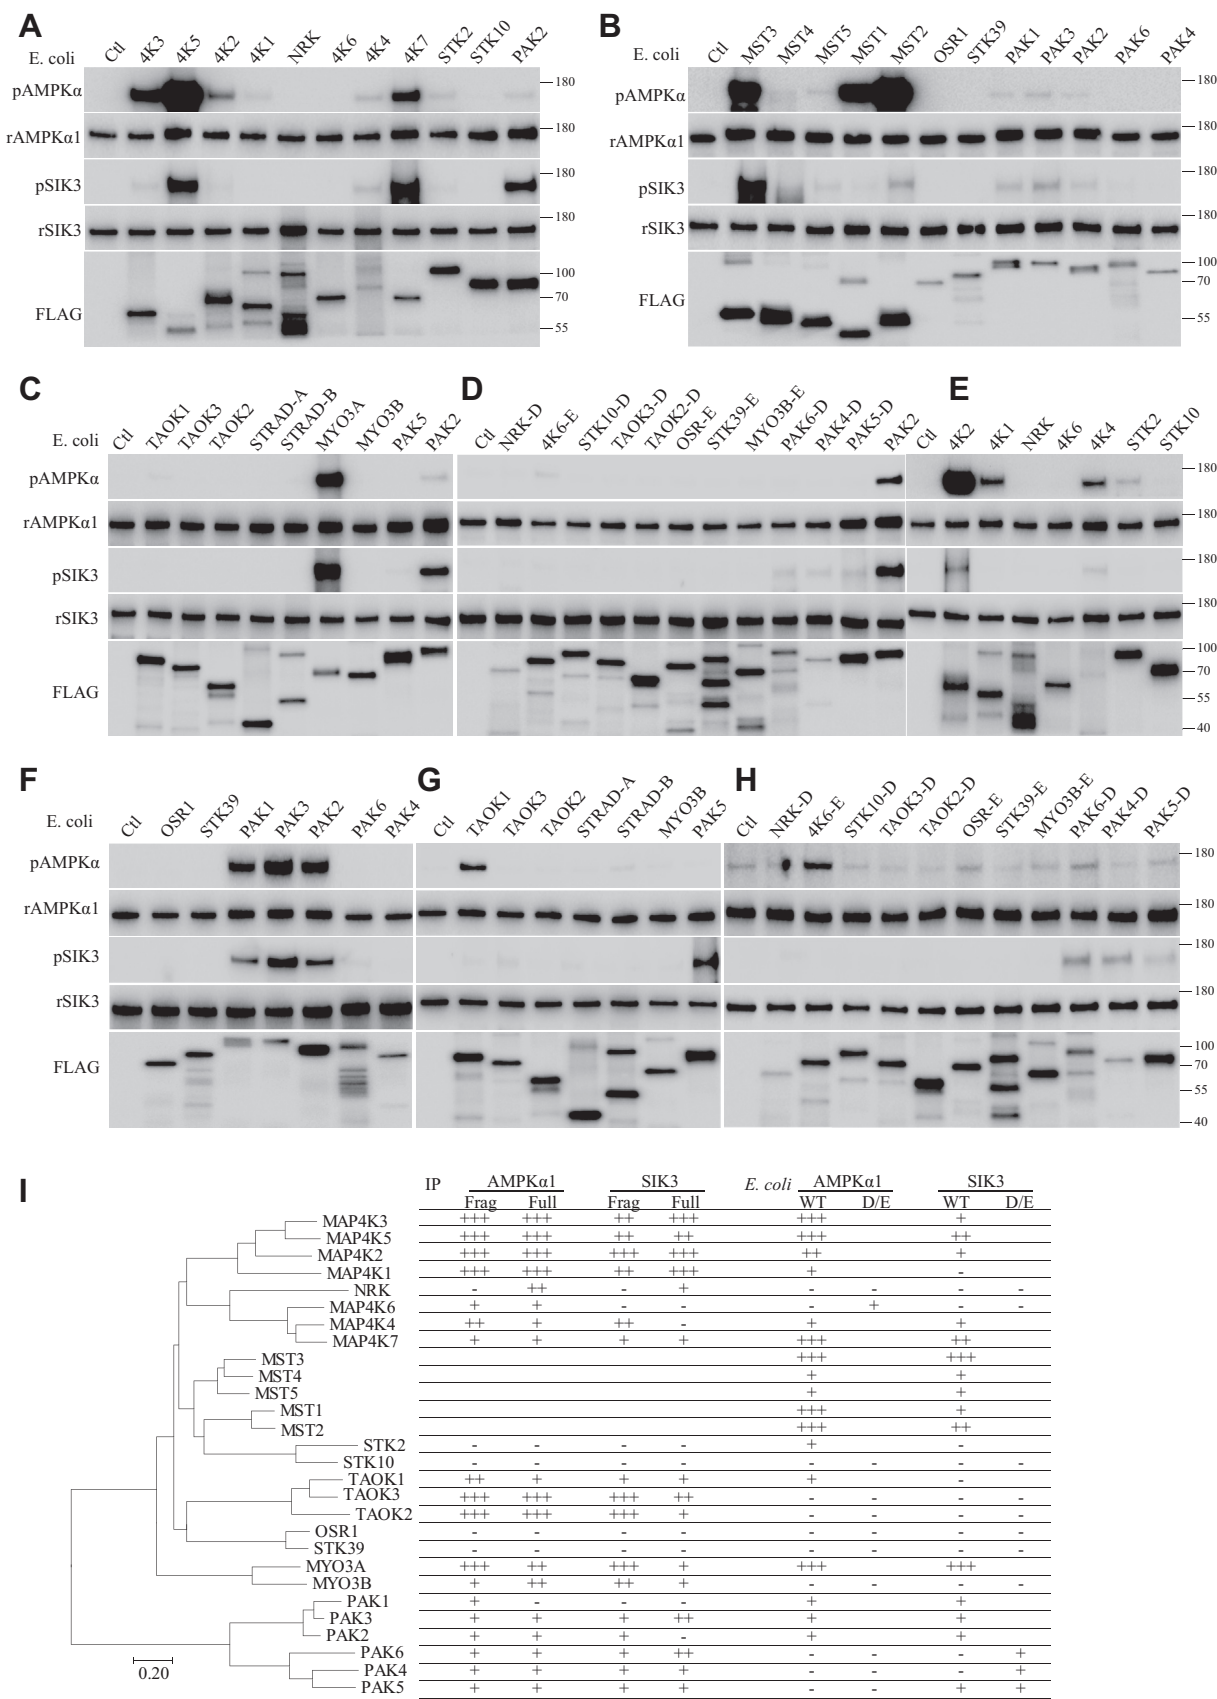 A
E. coli Ctl 4K3 4K5 4K2 4K1 NRK 4K6 4K4 4K7 STK2 STK10 PAK2
pAMPKα 180
rAMPKα1 180
pSIK3 180
rSIK3 180
FLAG 100 70 55
B
E. coli Ctl MST3 MST4 MST5 MST1 MST2 OSR1 STK39 PAK1 PAK3 PAK2 PAK6 PAK4
pAMPKα 180
rAMPKα1 180
pSIK3 180
rSIK3 180
FLAG 100 70 55
C
E. coli Ctl TAOK1 TAOK3 TAOK2 STRAD-A STRAD-B MYO3A MYO3B PAK5 PAK2
D
Ctl NRK-D 4K6-E STK10-D TAOK3-D TAOK2-D OSR-E STK39-E MYO3B-E PAK6-D PAK4-D PAK5-D PAK2
E
Ctl 4K2 4K1 NRK 4K6 4K4 STK2 STK10
pAMPKα 180
rAMPKα1 180
pSIK3 180
rSIK3 180
FLAG 100 70 55 40
F
E. coli Ctl OSR1 STK39 PAK1 PAK3 PAK2 PAK6 PAK4
G
Ctl TAOK1 TAOK3 TAOK2 STRAD-A STRAD-B MYO3B PAK5
H
Ctl NRK-D 4K6-E STK10-D TAOK3-D TAOK2-D OSR-E STK39-E MYO3B-E PAK6-D PAK4-D PAK5-D
pAMPKα 180
rAMPKα1 180
pSIK3 180
rSIK3 180
FLAG 100 70 55 40
I
IP AMPKα1 SIK3 E. coli AMPKα1 SIK3
Frag Full Frag Full WT D/E WT D/E
MAP4K3 +++ +++ ++ +++ +++ +
MAP4K5 +++ +++ ++ ++ +++ ++
MAP4K2 +++ +++ +++ +++ ++ +
MAP4K1 +++ +++ ++ +++ + -
NRK - ++ - + - - - -
MAP4K6 + + - - - + - -
MAP4K4 ++ + ++ - + +
MAP4K7 + + + + +++ ++
MST3 +++ +++
MST4 + +
MST5 + +
MST1 +++ +
MST2 +++ ++
STK2 - - - - + -
STK10 - - - - - - - -
TAOK1 ++ + + + + -
TAOK3 +++ +++ +++ ++ - - - -
TAOK2 +++ +++ +++ + - - - -
OSR1 - - - - - - - -
STK39 - - - - - - - -
MYO3A +++ ++ +++ + +++ +++
MYO3B + ++ ++ + - - - -
PAK1 + - - - + +
PAK3 + + + ++ + +
PAK2 + + + - + +
PAK6 + + + ++ - - - +
PAK4 + + + + - - - +
PAK5 + + + + - - + +
0.20